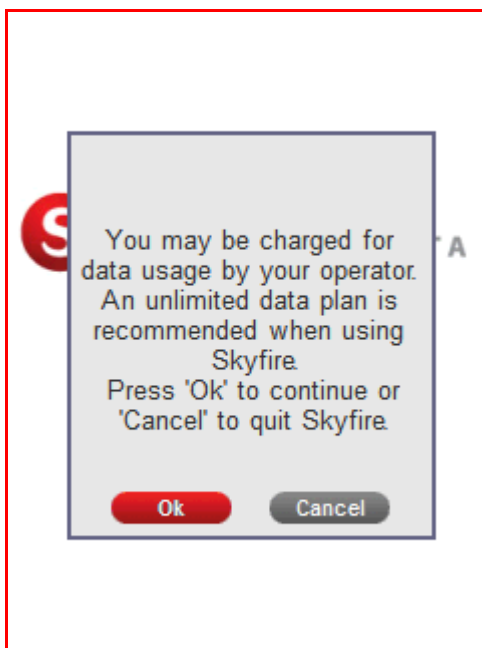 S
You may be charged for
data usage by your operator.
An unlimited data plan is
recommended when using
Skyfire.
Press 'Ok' to continue or
'Cancel' to quit Skyfire.
Ok Cancel
T A